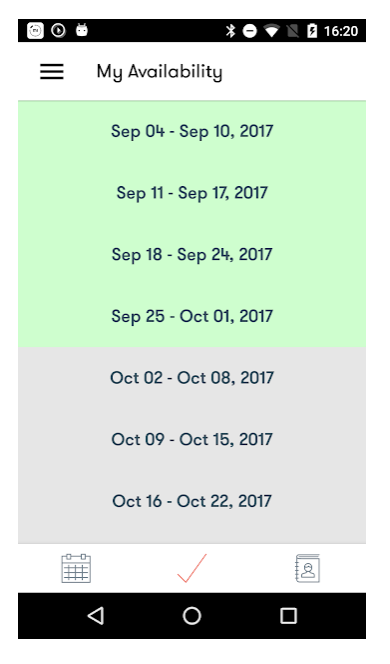 16:20
My Availability
Sep 04 - Sep 10, 2017
Sep 11 - Sep 17, 2017
Sep 18 - Sep 24, 2017
Sep 25 - Oct 01, 2017
Oct 02 - Oct 08, 2017
Oct 09 - Oct 15, 2017
Oct 16 - Oct 22, 2017